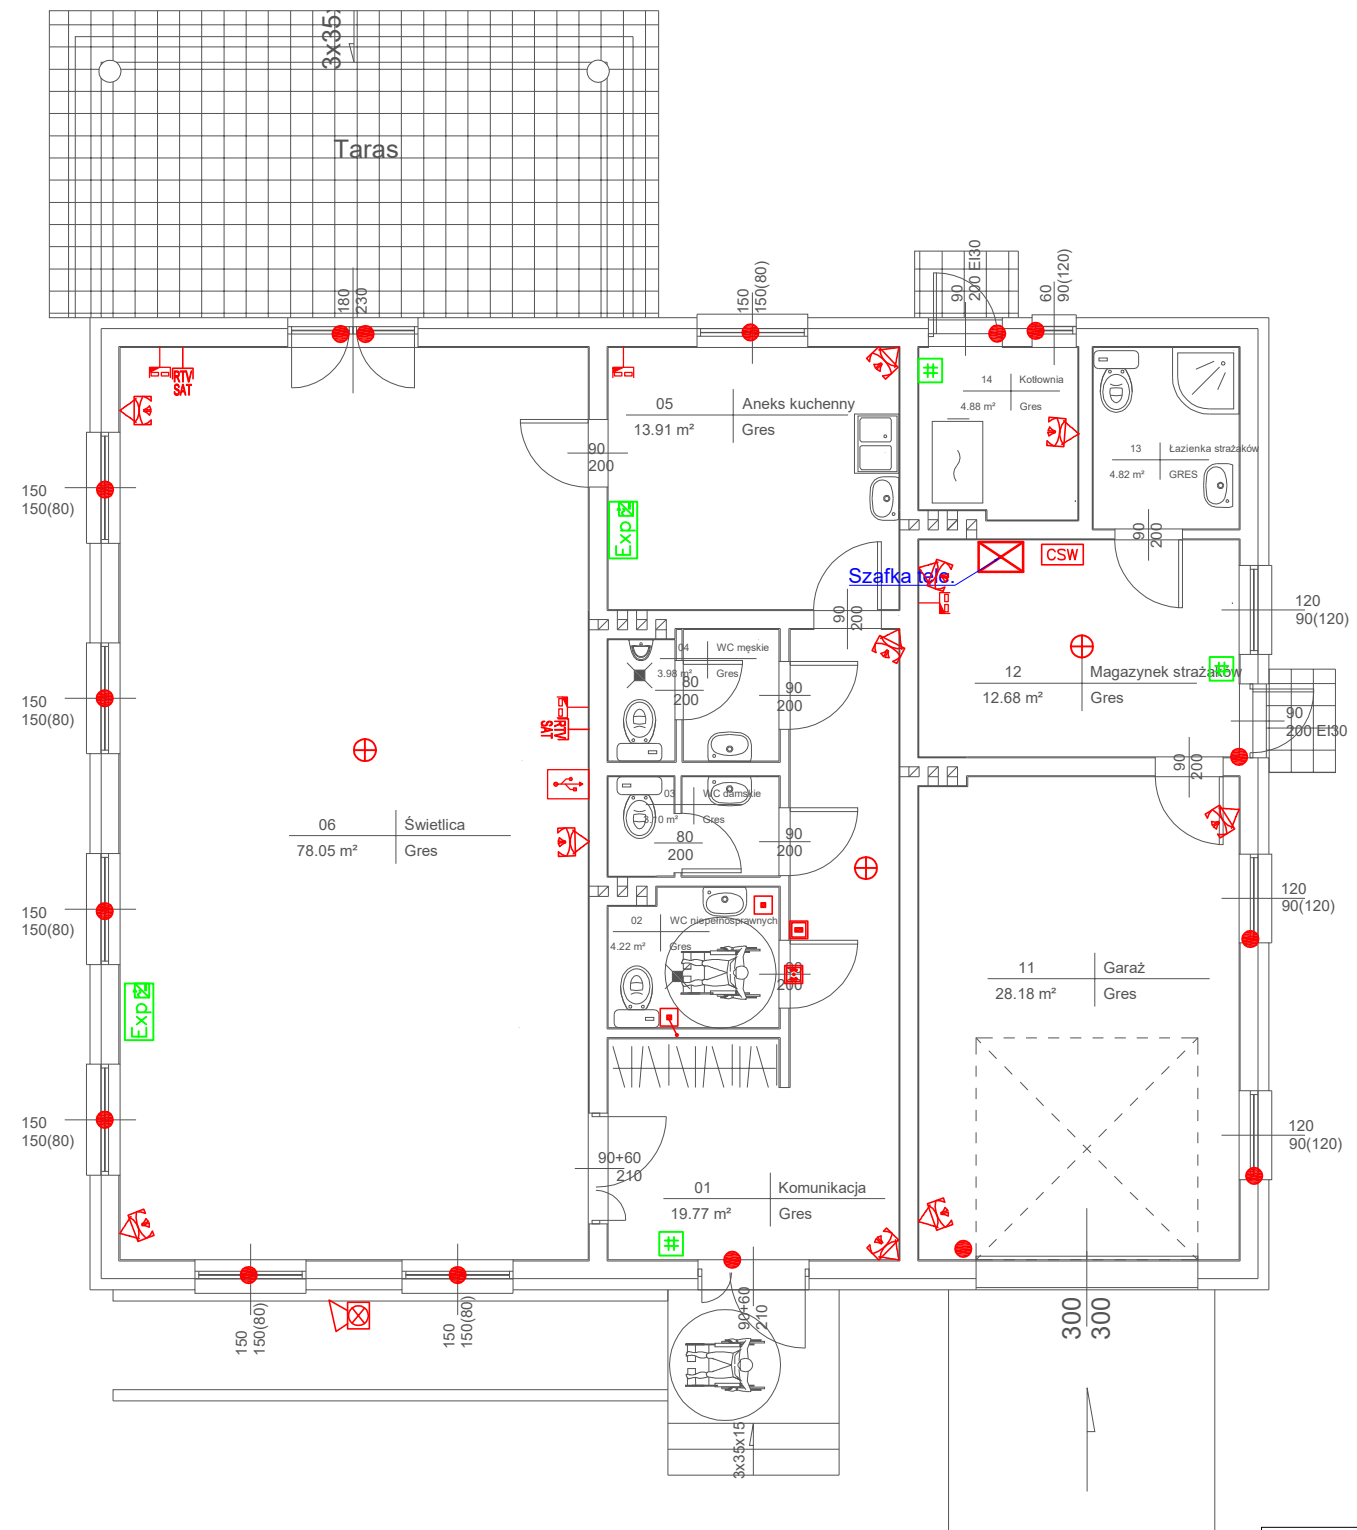 3x35x
Taras
180
230
150
150(80)
90
200 EI30
60
90(120)
RTV
SAT
05
Aneks kuchenny
13.91 m²
Gres
14
Kotłownia
4.88 m²
Gres
13
Łazienka strażaków
4.82 m²
GRES
90
200
150
150(80)
Exp
90
200
CSW
Szafka tele.
90
200
120
90(120)
04
WC męskie
3.98 m²
Gres
80
200
90
200
12
Magazynek strażaków
12.68 m²
Gres
150
150(80)
RTV
SAT
90
200 EI30
90
200
03
WC damskie
3.10 m²
Gres
80
200
90
200
06
Świetlica
78.05 m²
Gres
120
90(120)
150
150(80)
02
WC niepełnosprawnych
4.22 m²
Gres
90
200
11
Garaż
28.18 m²
Gres
Exp
150
150(80)
120
90(120)
90+60
210
01
Komunikacja
19.77 m²
Gres
150
150(80)
150
150(80)
90+60
210
300
300
3x35x15